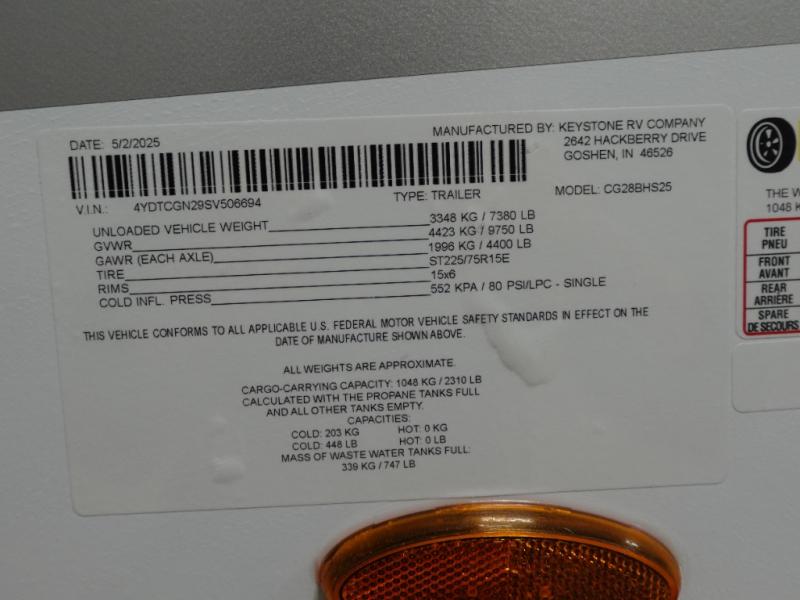 DATE: 5/2/2025
MANUFACTURED BY: KEYSTONE RV COMPANY
2642 HACKBERRY DRIVE
GOSHEN, IN 46526
V.I.N.: 4YDTCGN29SV506694 TYPE: TRAILER MODEL: CG28BHS25
UNLOADED VEHICLE WEIGHT 3348 KG / 7380 LB
GVWR 4423 KG / 9750 LB
GAWR (EACH AXLE) 1996 KG / 4400 LB
TIRE ST225/75R15E
RIMS 15x6
COLD INFL. PRESS 552 KPA / 80 PSI/LPC - SINGLE
THIS VEHICLE CONFORMS TO ALL APPLICABLE U.S. FEDERAL MOTOR VEHICLE SAFETY STANDARDS IN EFFECT ON THE
DATE OF MANUFACTURE SHOWN ABOVE.
ALL WEIGHTS ARE APPROXIMATE.
CARGO-CARRYING CAPACITY: 1048 KG / 2310 LB
CALCULATED WITH THE PROPANE TANKS FULL
AND ALL OTHER TANKS EMPTY.
CAPACITIES:
COLD: 203 KG HOT: 0 KG
COLD: 448 LB HOT: 0 LB
MASS OF WASTE WATER TANKS FULL:
339 KG / 747 LB
THE W
1048 K
TIRE
PNEU
FRONT
AVANT
REAR
ARRIÈRE
SPARE
DE SECOURS